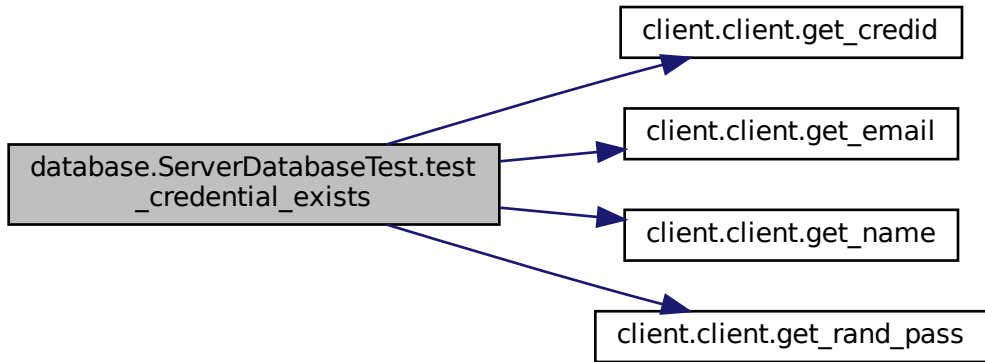 client.client.get_credid
client.client.get_email
database.ServerDatabaseTest.test
_credential_exists
client.client.get_name
client.client.get_rand_pass